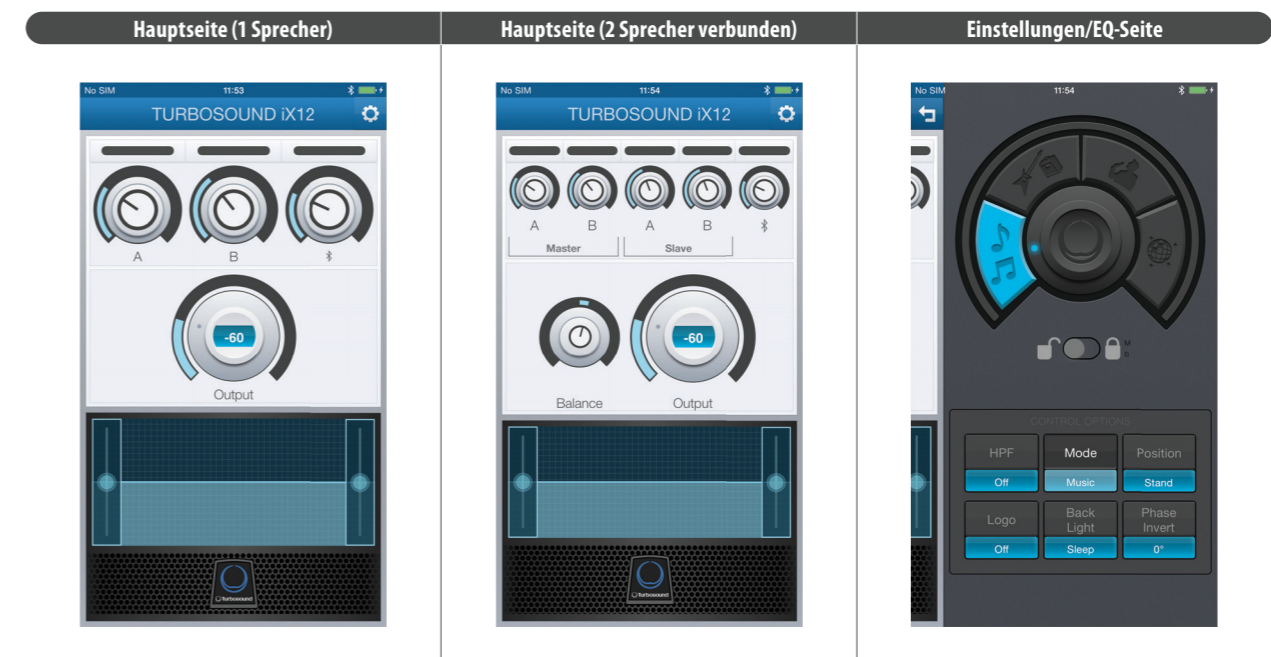 Hauptseite (1 Sprecher)
Hauptseite (2 Sprecher verbunden)
Einstellungen/EQ-Seite
No SIM 11:53
TURBOSOUND iX12
A B
-60
Output
Turbosound
No SIM 11:54
TURBOSOUND iX12
A B A B
Master Slave
-60
Balance Output
Turbosound
No SIM 11:54
M
CONTROL OPTIONS
HPF Mode Position
Off Music Stand
Logo Back Light Phase Invert
Off Sleep 0°